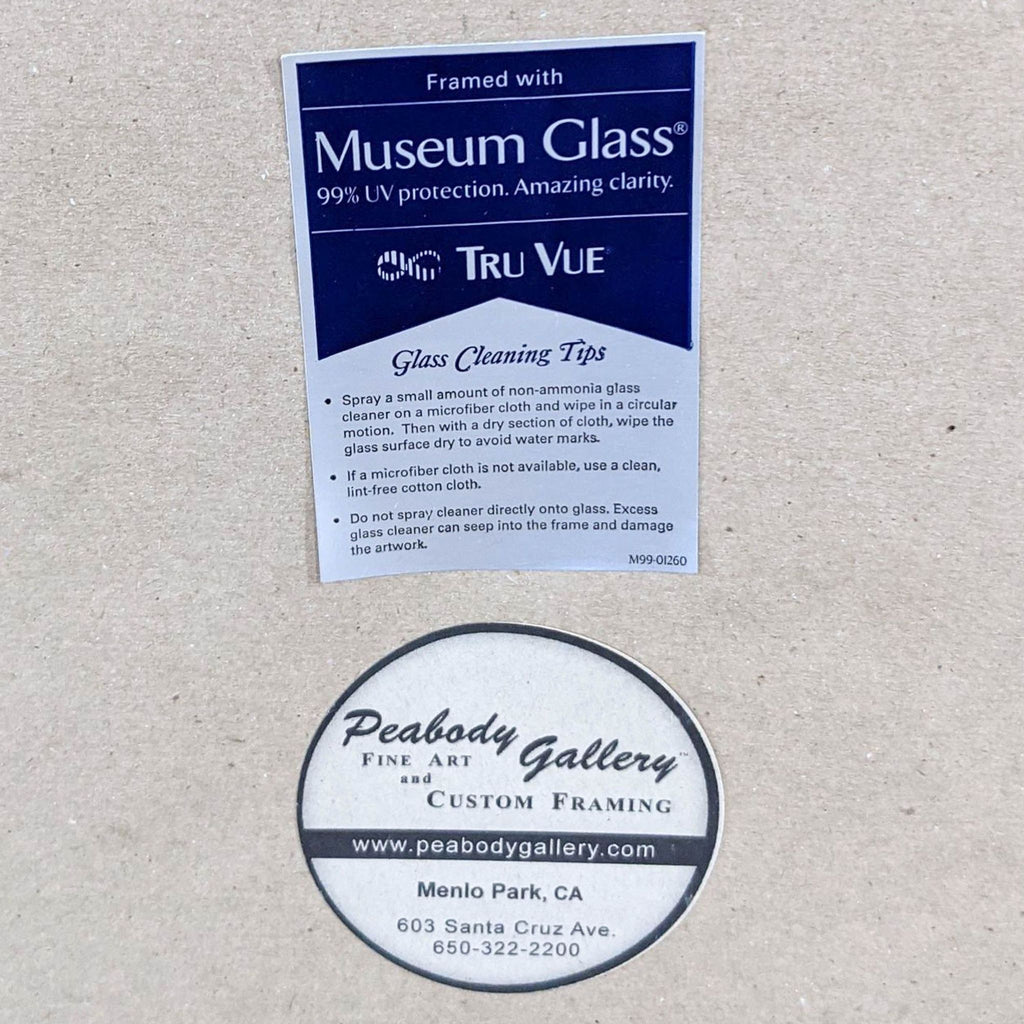 Framed with
Museum Glass®
99% UV protection. Amazing clarity.
TRU VUE
Glass Cleaning Tips
• Spray a small amount of non-ammonia glass
cleaner on a microfiber cloth and wipe in a circular
motion. Then with a dry section of cloth, wipe the
glass surface dry to avoid water marks.
• If a microfiber cloth is not available, use a clean,
lint-free cotton cloth.
• Do not spray cleaner directly onto glass. Excess
glass cleaner can seep into the frame and damage
the artwork.
M99-01260
Peabody Gallery™
FINE ART
and
CUSTOM FRAMING
www.peabodygallery.com
Menlo Park, CA
603 Santa Cruz Ave.
650-322-2200